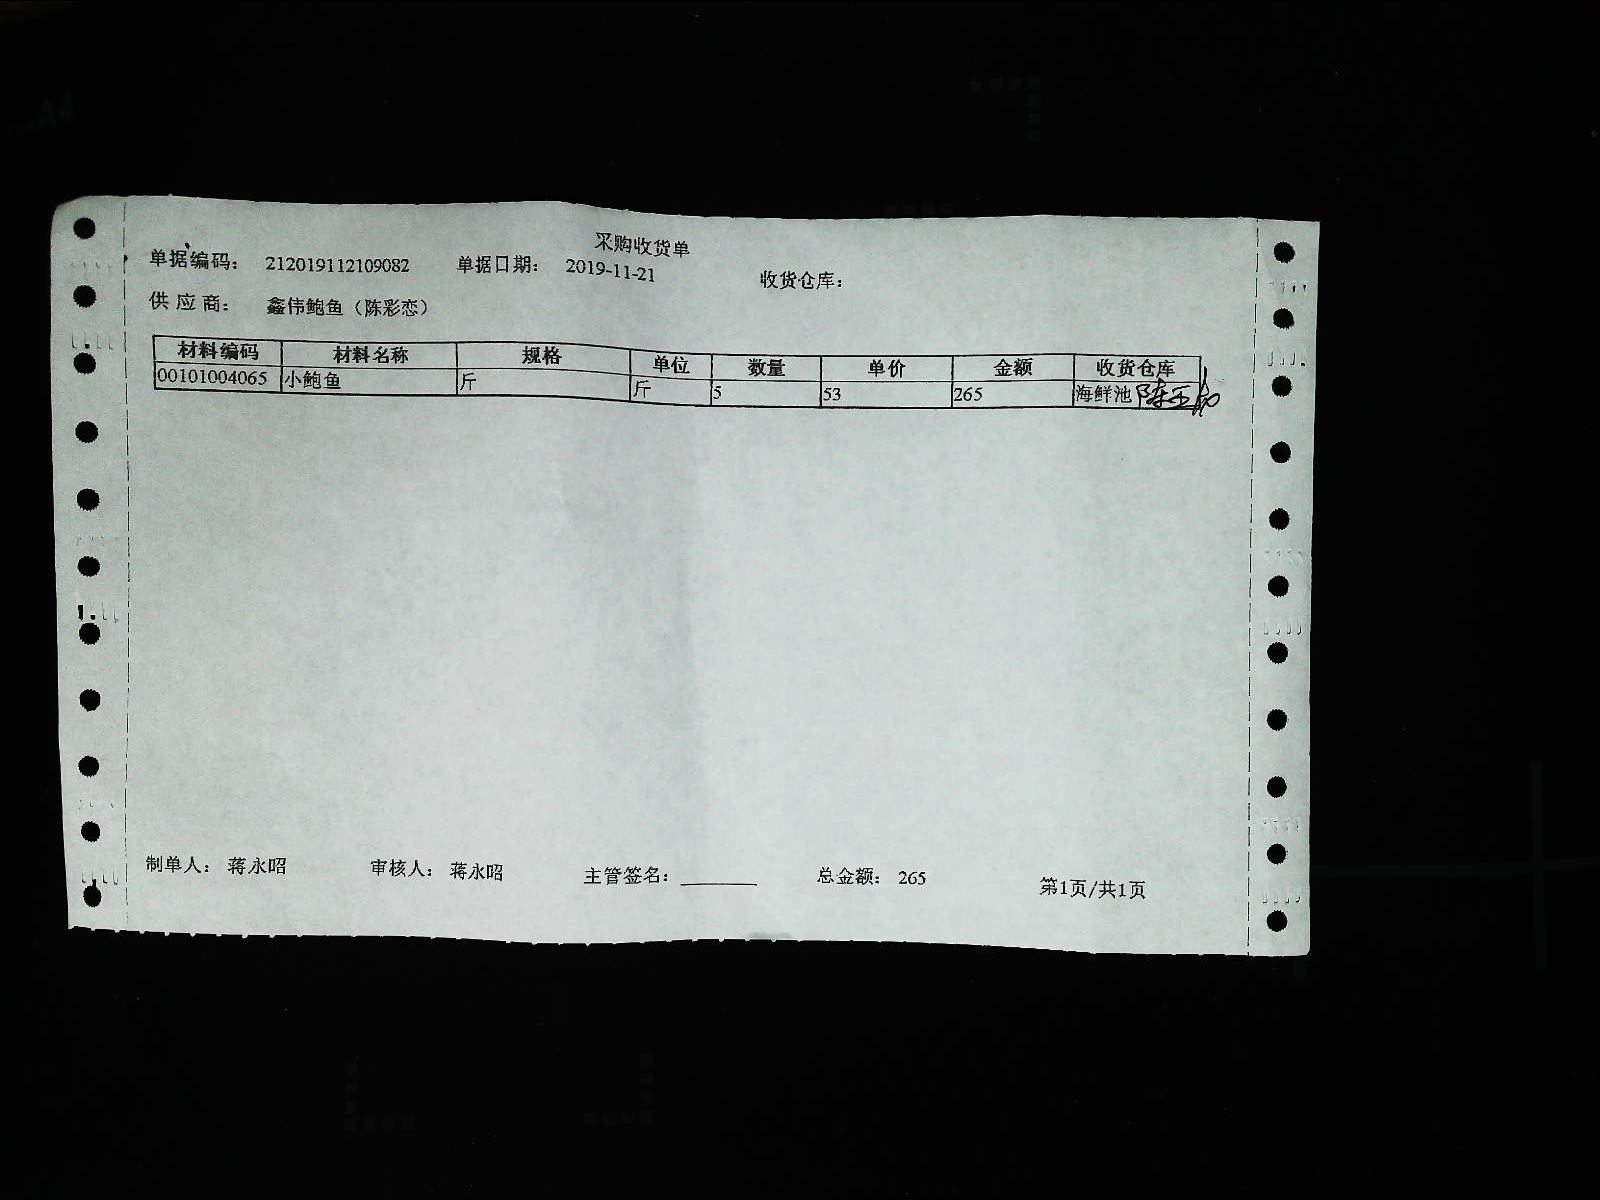 采购收货单
单据编码： 212019112109082 单据日期： 2019-11-21 收货仓库：
供应商： 鑫伟鲍鱼（陈彩恋）
材料编码 材料名称 规格 单位 数量 单价 金额 收货仓库
00101004065 小鲍鱼 斤 斤 5 53 265 海鲜池
制单人： 蒋永昭 审核人： 蒋永昭 主管签名： 总金额： 265 第1页/共1页